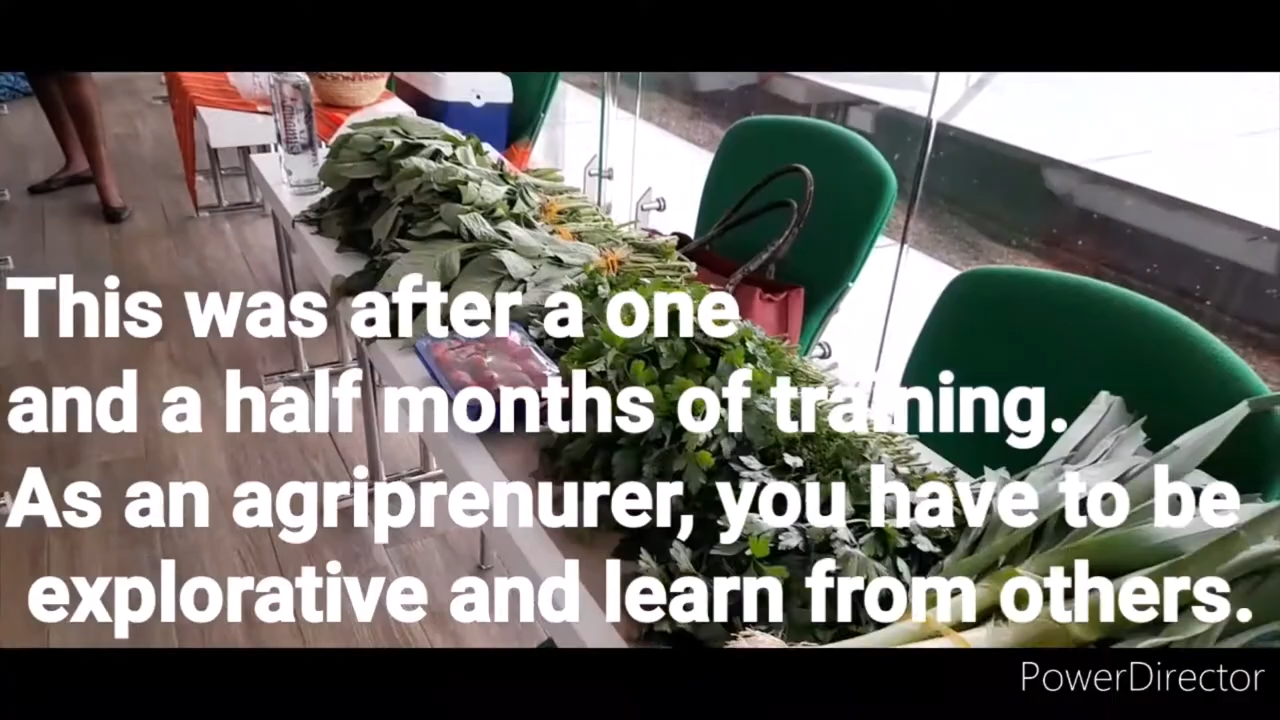 This was after a one
and a half months of training.
As an agriprenurer, you have to be
explorative and learn from others.
PowerDirector